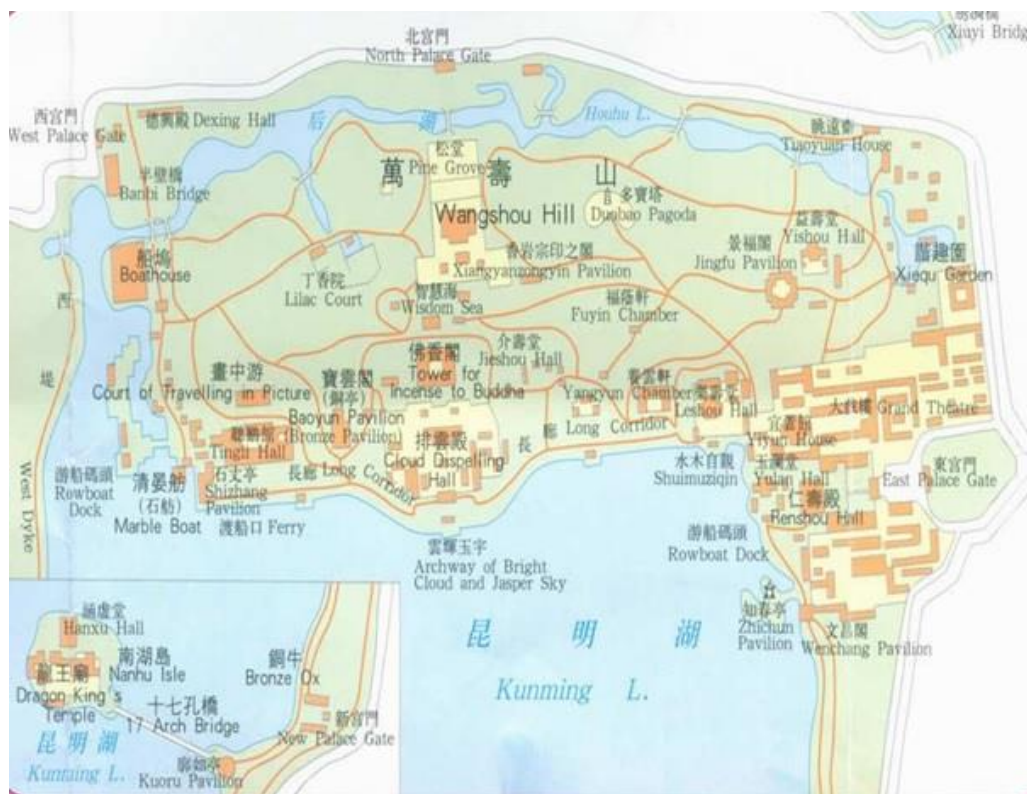 Xiuyi Bridg
北宮門
North Palace Gate
西宮門
West Palace Gate
德興殿 Dexing Hall
后湖
Houhu L.
眺遠齋
Tiaoyuan House
半壁橋
Banbi Bridge
松堂
Pine Grove
萬壽山
Wangshou Hill
多寶塔
Duobao Pagoda
益壽堂
Yishou Hall
景福閣
Jingfu Pavilion
諧趣園
Xiequ Garden
船塢
Boathouse
丁香院
Lilac Court
香岩宗印之閣
Xiangyanzongyin Pavilion
智慧海
Wisdom Sea
福蔭軒
Fuyin Chamber
西堤
West Dyke
畫中游
Court of Travelling in Picture
寶雲閣
(銅亭)
Baoyun Pavilion
(Bronze Pavilion)
佛香閣
Tower for
Incense to Buddha
介壽堂
Jieshou Hall
養雲軒
Yangyun Chamber
樂壽堂
Leshou Hall
大戲樓 Grand Theatre
聽鸝館
Tingli Hall
排雲殿
Cloud Dispelling
Hall
長廊 Long Corridor
宜芸館
Yiyun House
游船碼頭
Rowboat
Dock
清晏舫
(石舫)
Marble Boat
石丈亭
Shizhang
Pavilion
長廊 Long Corridor
渡船口 Ferry
水木自親
Shuimuziqin
玉瀾堂
Yulan Hall
東宮門
East Palace Gate
仁壽殿
Renshou Hall
雲輝玉宇
Archway of Bright
Cloud and Jasper Sky
游船碼頭
Rowboat Dock
知春亭
Zhichun
Pavilion
文昌閣
Wenchang Pavilion
昆明湖
Kunming L.
涵虛堂
Hanxu Hall
南湖島
Nanhu Isle
龍王廟
Dragon King's
Temple
銅牛
Bronze Ox
十七孔橋
17 Arch Bridge
新宮門
New Palace Gate
昆明湖
Kunming L.
廓如亭
Kuoru Pavilion